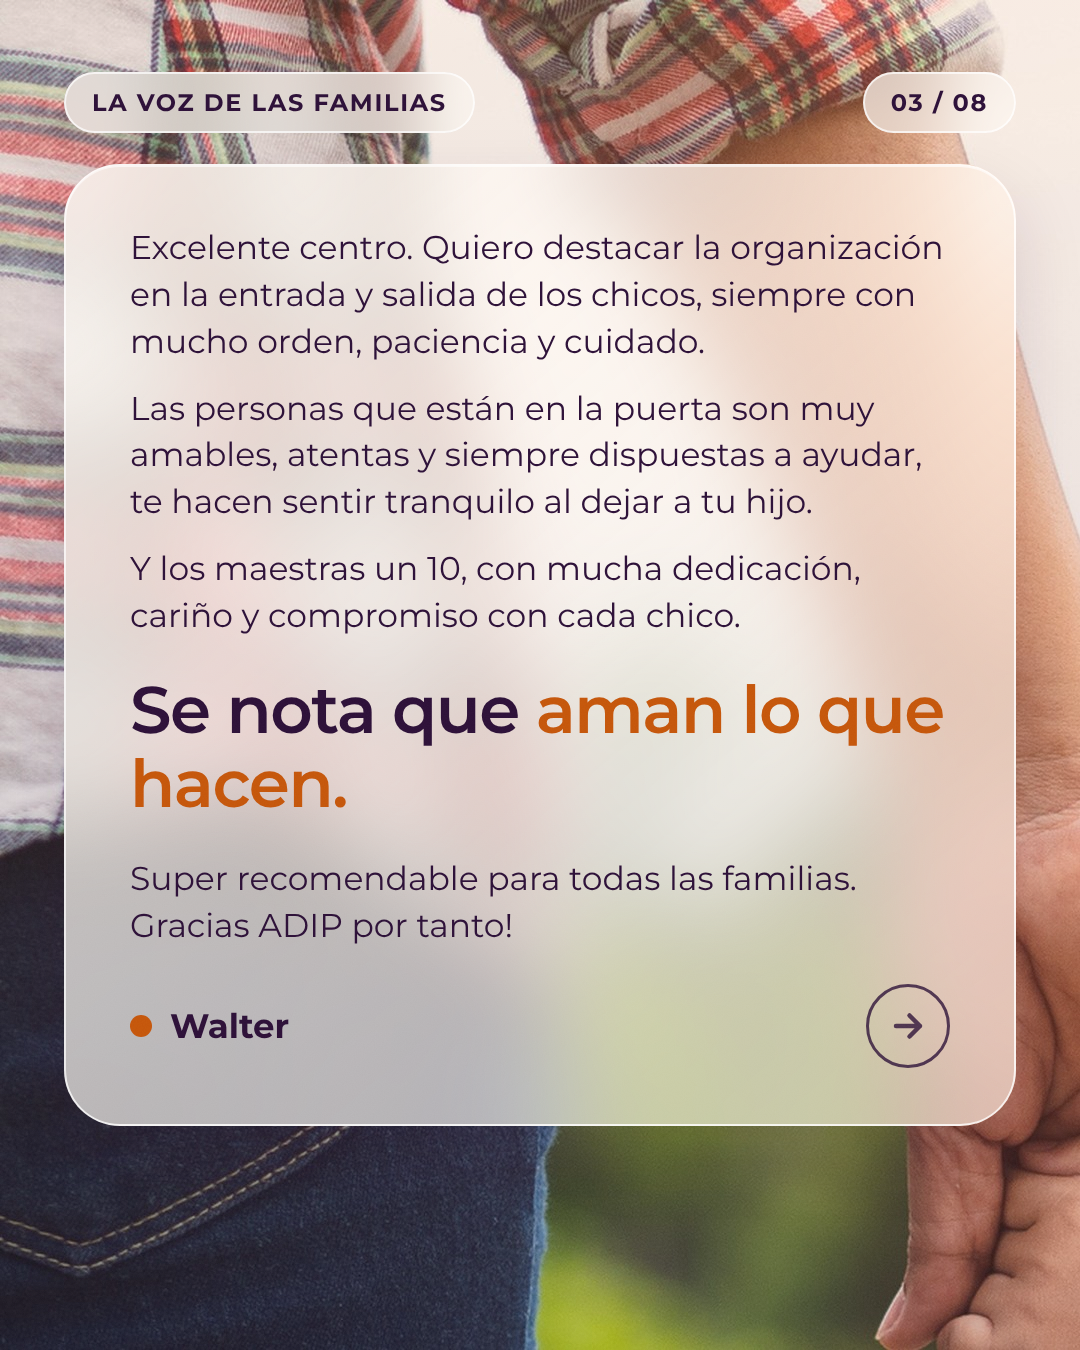 LA VOZ DE LAS FAMILIAS
03 / 08
Excelente centro. Quiero destacar la organización
en la entrada y salida de los chicos, siempre con
mucho orden, paciencia y cuidado.
Las personas que están en la puerta son muy
amables, atentas y siempre dispuestas a ayudar,
te hacen sentir tranquilo al dejar a tu hijo.
Y los maestras un 10, con mucha dedicación,
cariño y compromiso con cada chico.
Se nota que aman lo que
hacen.
Super recomendable para todas las familias.
Gracias ADIP por tanto!
Walter